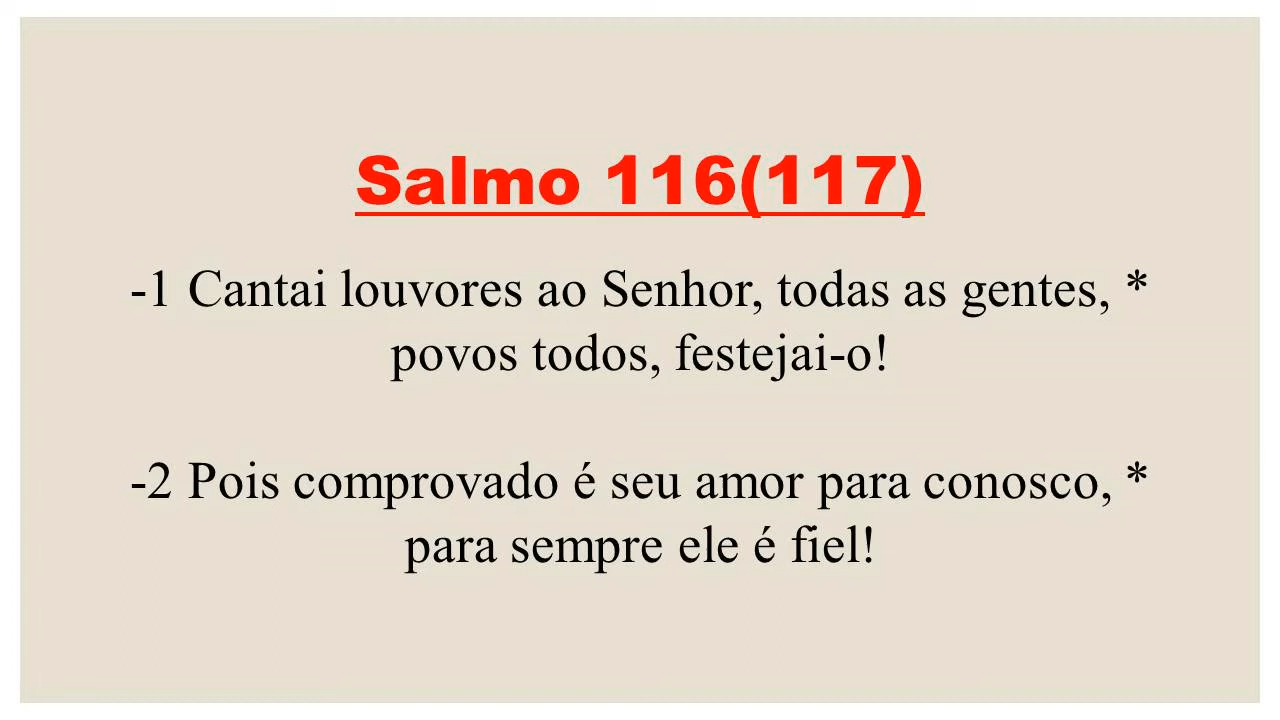 Salmo 116(117)
-1 Cantai louvores ao Senhor, todas as gentes, *
povos todos, festejai-o!
-2 Pois comprovado é seu amor para conosco, *
para sempre ele é fiel!